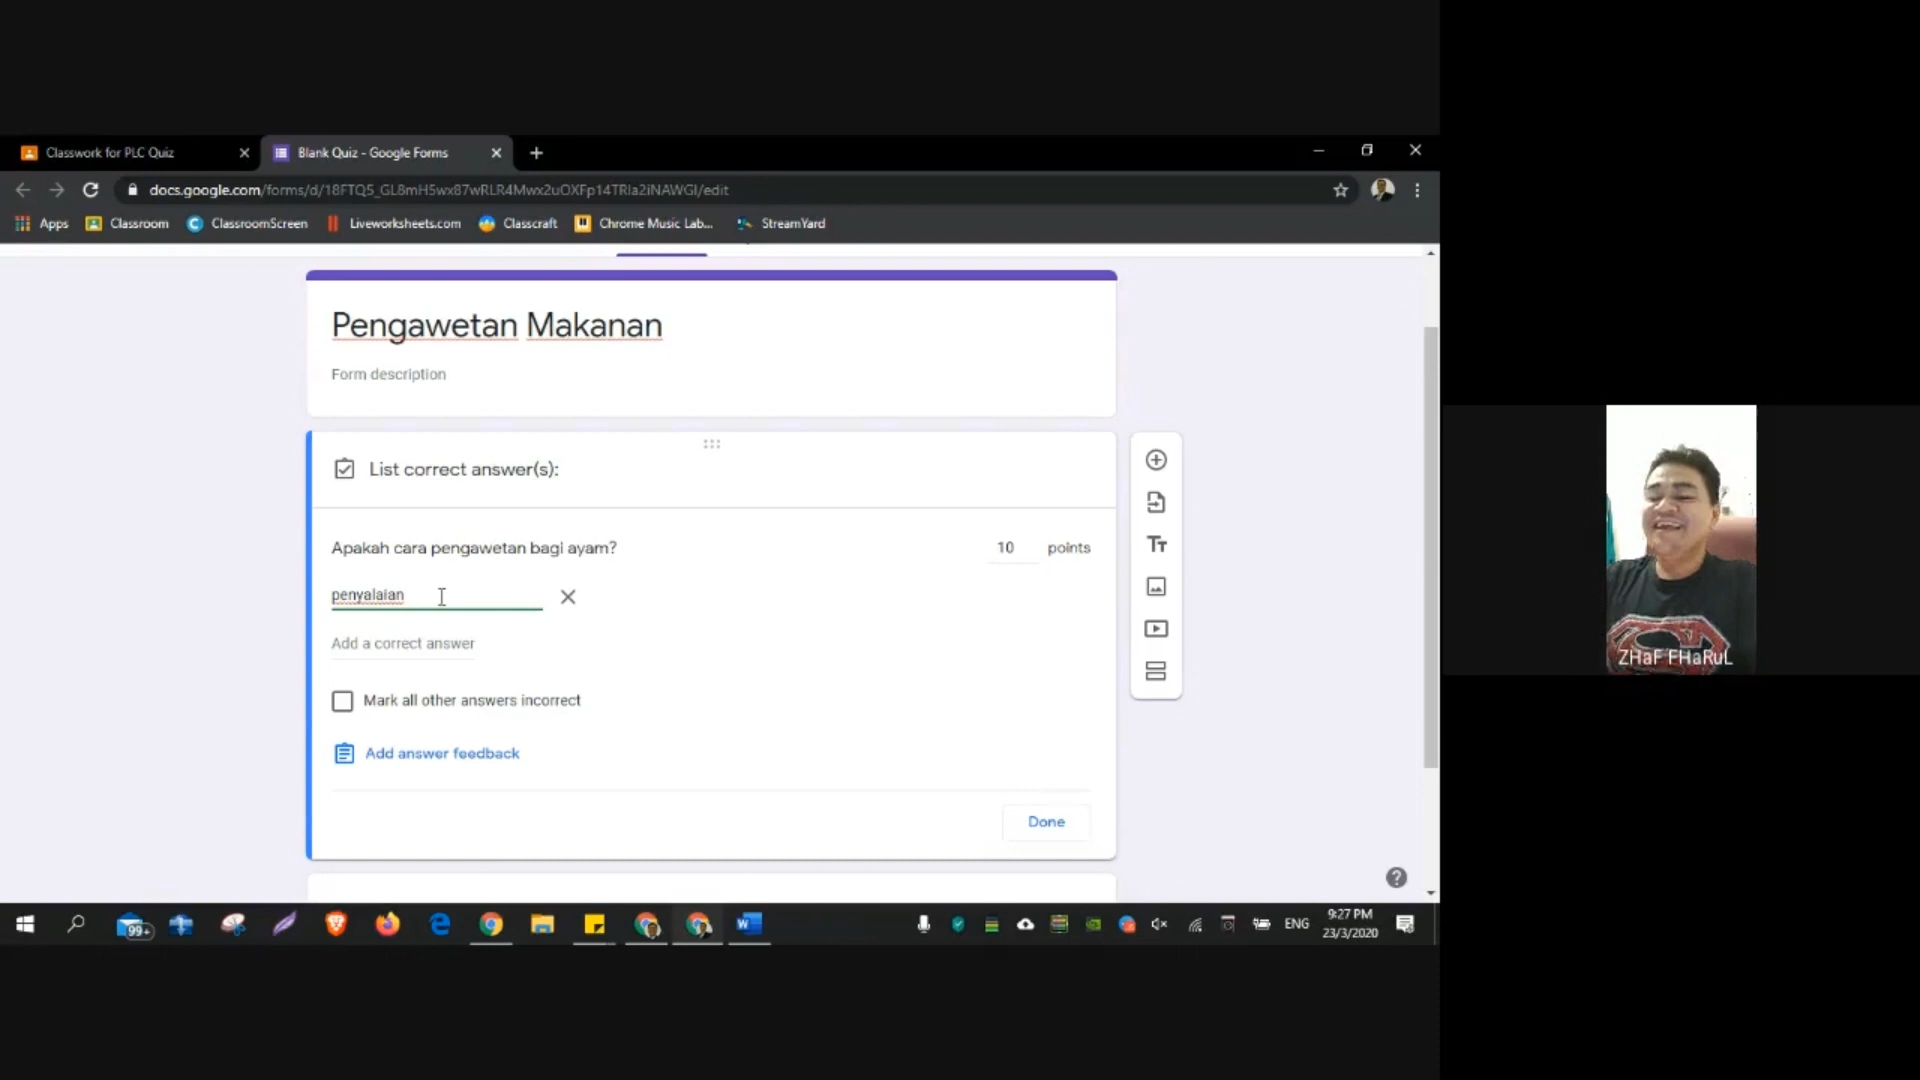 Classwork for PLC Quiz
Blank Quiz - Google Forms
docs.google.com/forms/d/18FTQ5_GL8mH5wx87wRLR4Mwx2uOXFp14TRla2iNAWGI/edit
Apps
Classroom
ClassroomScreen
Liveworksheets.com
Classcraft
Chrome Music Lab...
StreamYard
Pengawetan Makanan
Form description
List correct answer(s):
Apakah cara pengawetan bagi ayam?
10 points
penyalaian
Add a correct answer
Mark all other answers incorrect
Add answer feedback
Done
Tт
ZHaF FHaRuL
99+
ENG
9:27 PM
23/3/2020